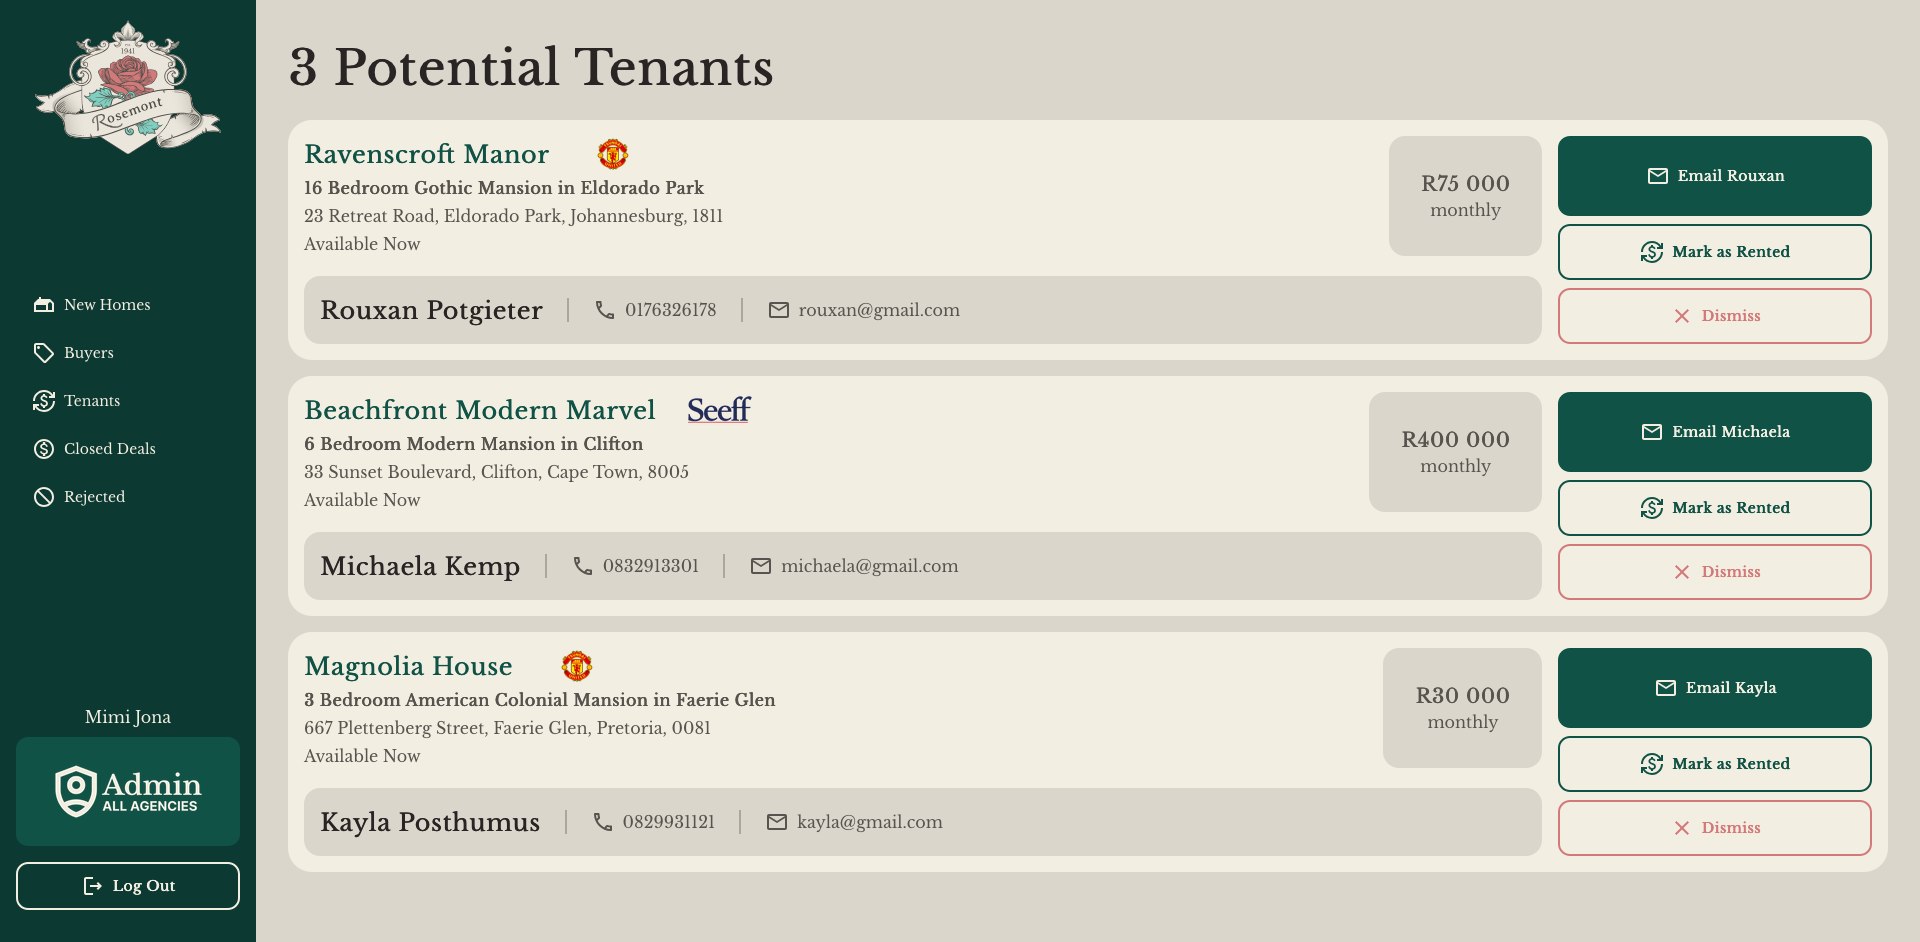 1941
Rosemont
New Homes
Buyers
Tenants
Closed Deals
Rejected
Mimi Jona
Admin
ALL AGENCIES
Log Out
3 Potential Tenants
Ravenscroft Manor
16 Bedroom Gothic Mansion in Eldorado Park
23 Retreat Road, Eldorado Park, Johannesburg, 1811
Available Now
R75 000
monthly
Rouxan Potgieter
0176326178
rouxan@gmail.com
Email Rouxan
Mark as Rented
Dismiss
Beachfront Modern Marvel
Seeff
6 Bedroom Modern Mansion in Clifton
33 Sunset Boulevard, Clifton, Cape Town, 8005
Available Now
R400 000
monthly
Michaela Kemp
0832913301
michaela@gmail.com
Email Michaela
Mark as Rented
Dismiss
Magnolia House
3 Bedroom American Colonial Mansion in Faerie Glen
667 Plettenberg Street, Faerie Glen, Pretoria, 0081
Available Now
R30 000
monthly
Kayla Posthumus
0829931121
kayla@gmail.com
Email Kayla
Mark as Rented
Dismiss